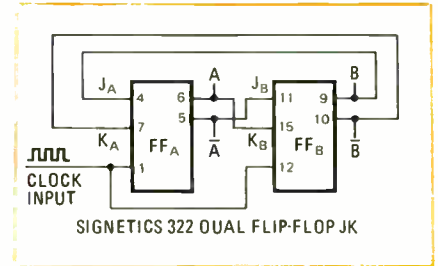 J_A 4 6 A J_B 11 9 B
5 10
7 K_A FF_A A̅ K_B 15 FF_B B̅
1 12
CLOCK
INPUT
SIGNETICS 322 DUAL FLIP-FLOP JK